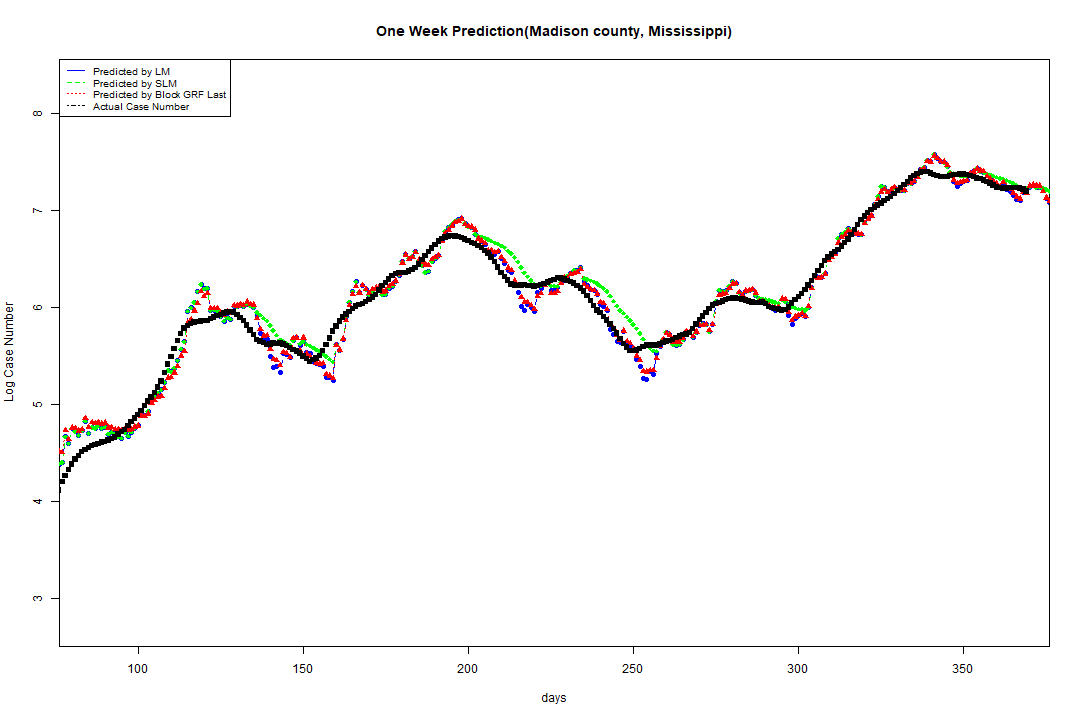 One Week Prediction(Madison county, Mississippi)
Predicted by LM
Predicted by SLM
Predicted by Block GRF Last
Actual Case Number
8
7
6
5
4
3
Log Case Number
100 150 200 250 300 350
days